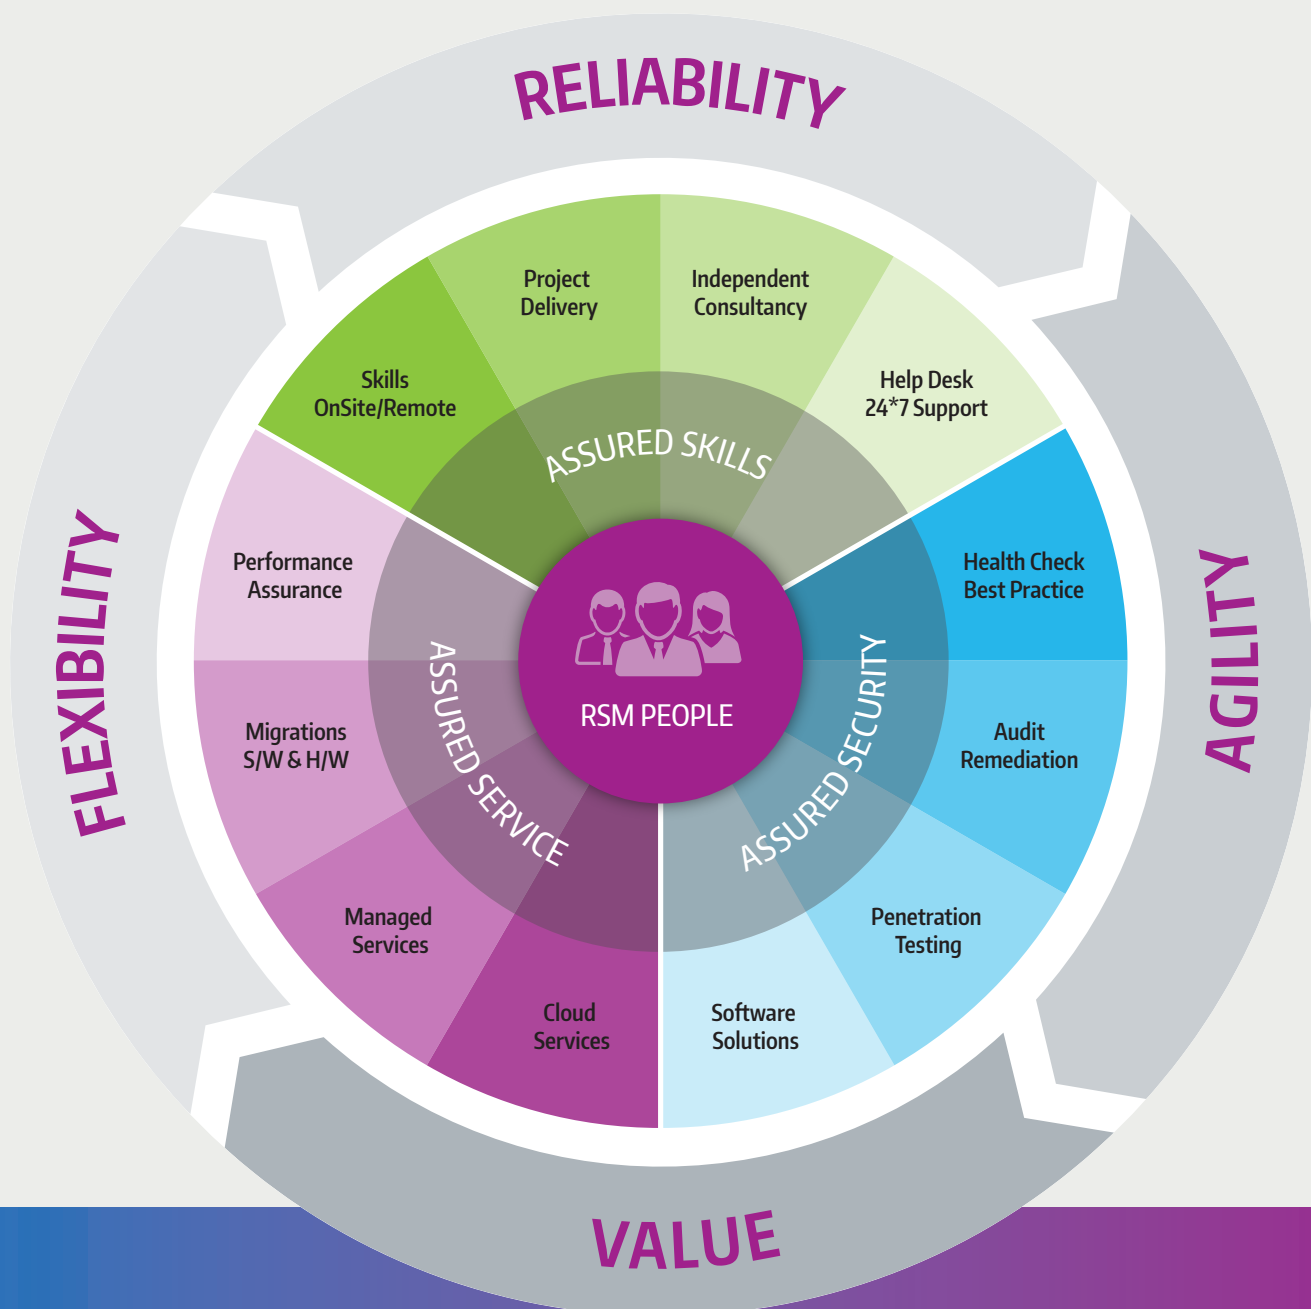 RELIABILITY
Project
Delivery
Independent
Consultancy
Skills
OnSite/Remote
Help Desk
24*7 Support
ASSURED SKILLS
Performance
Assurance
Health Check
Best Practice
FLEXIBILITY
AGILITY
RSM PEOPLE
ASSURED SERVICE
ASSURED SECURITY
Migrations
S/W & H/W
Audit
Remediation
Managed
Services
Penetration
Testing
Cloud
Services
Software
Solutions
VALUE